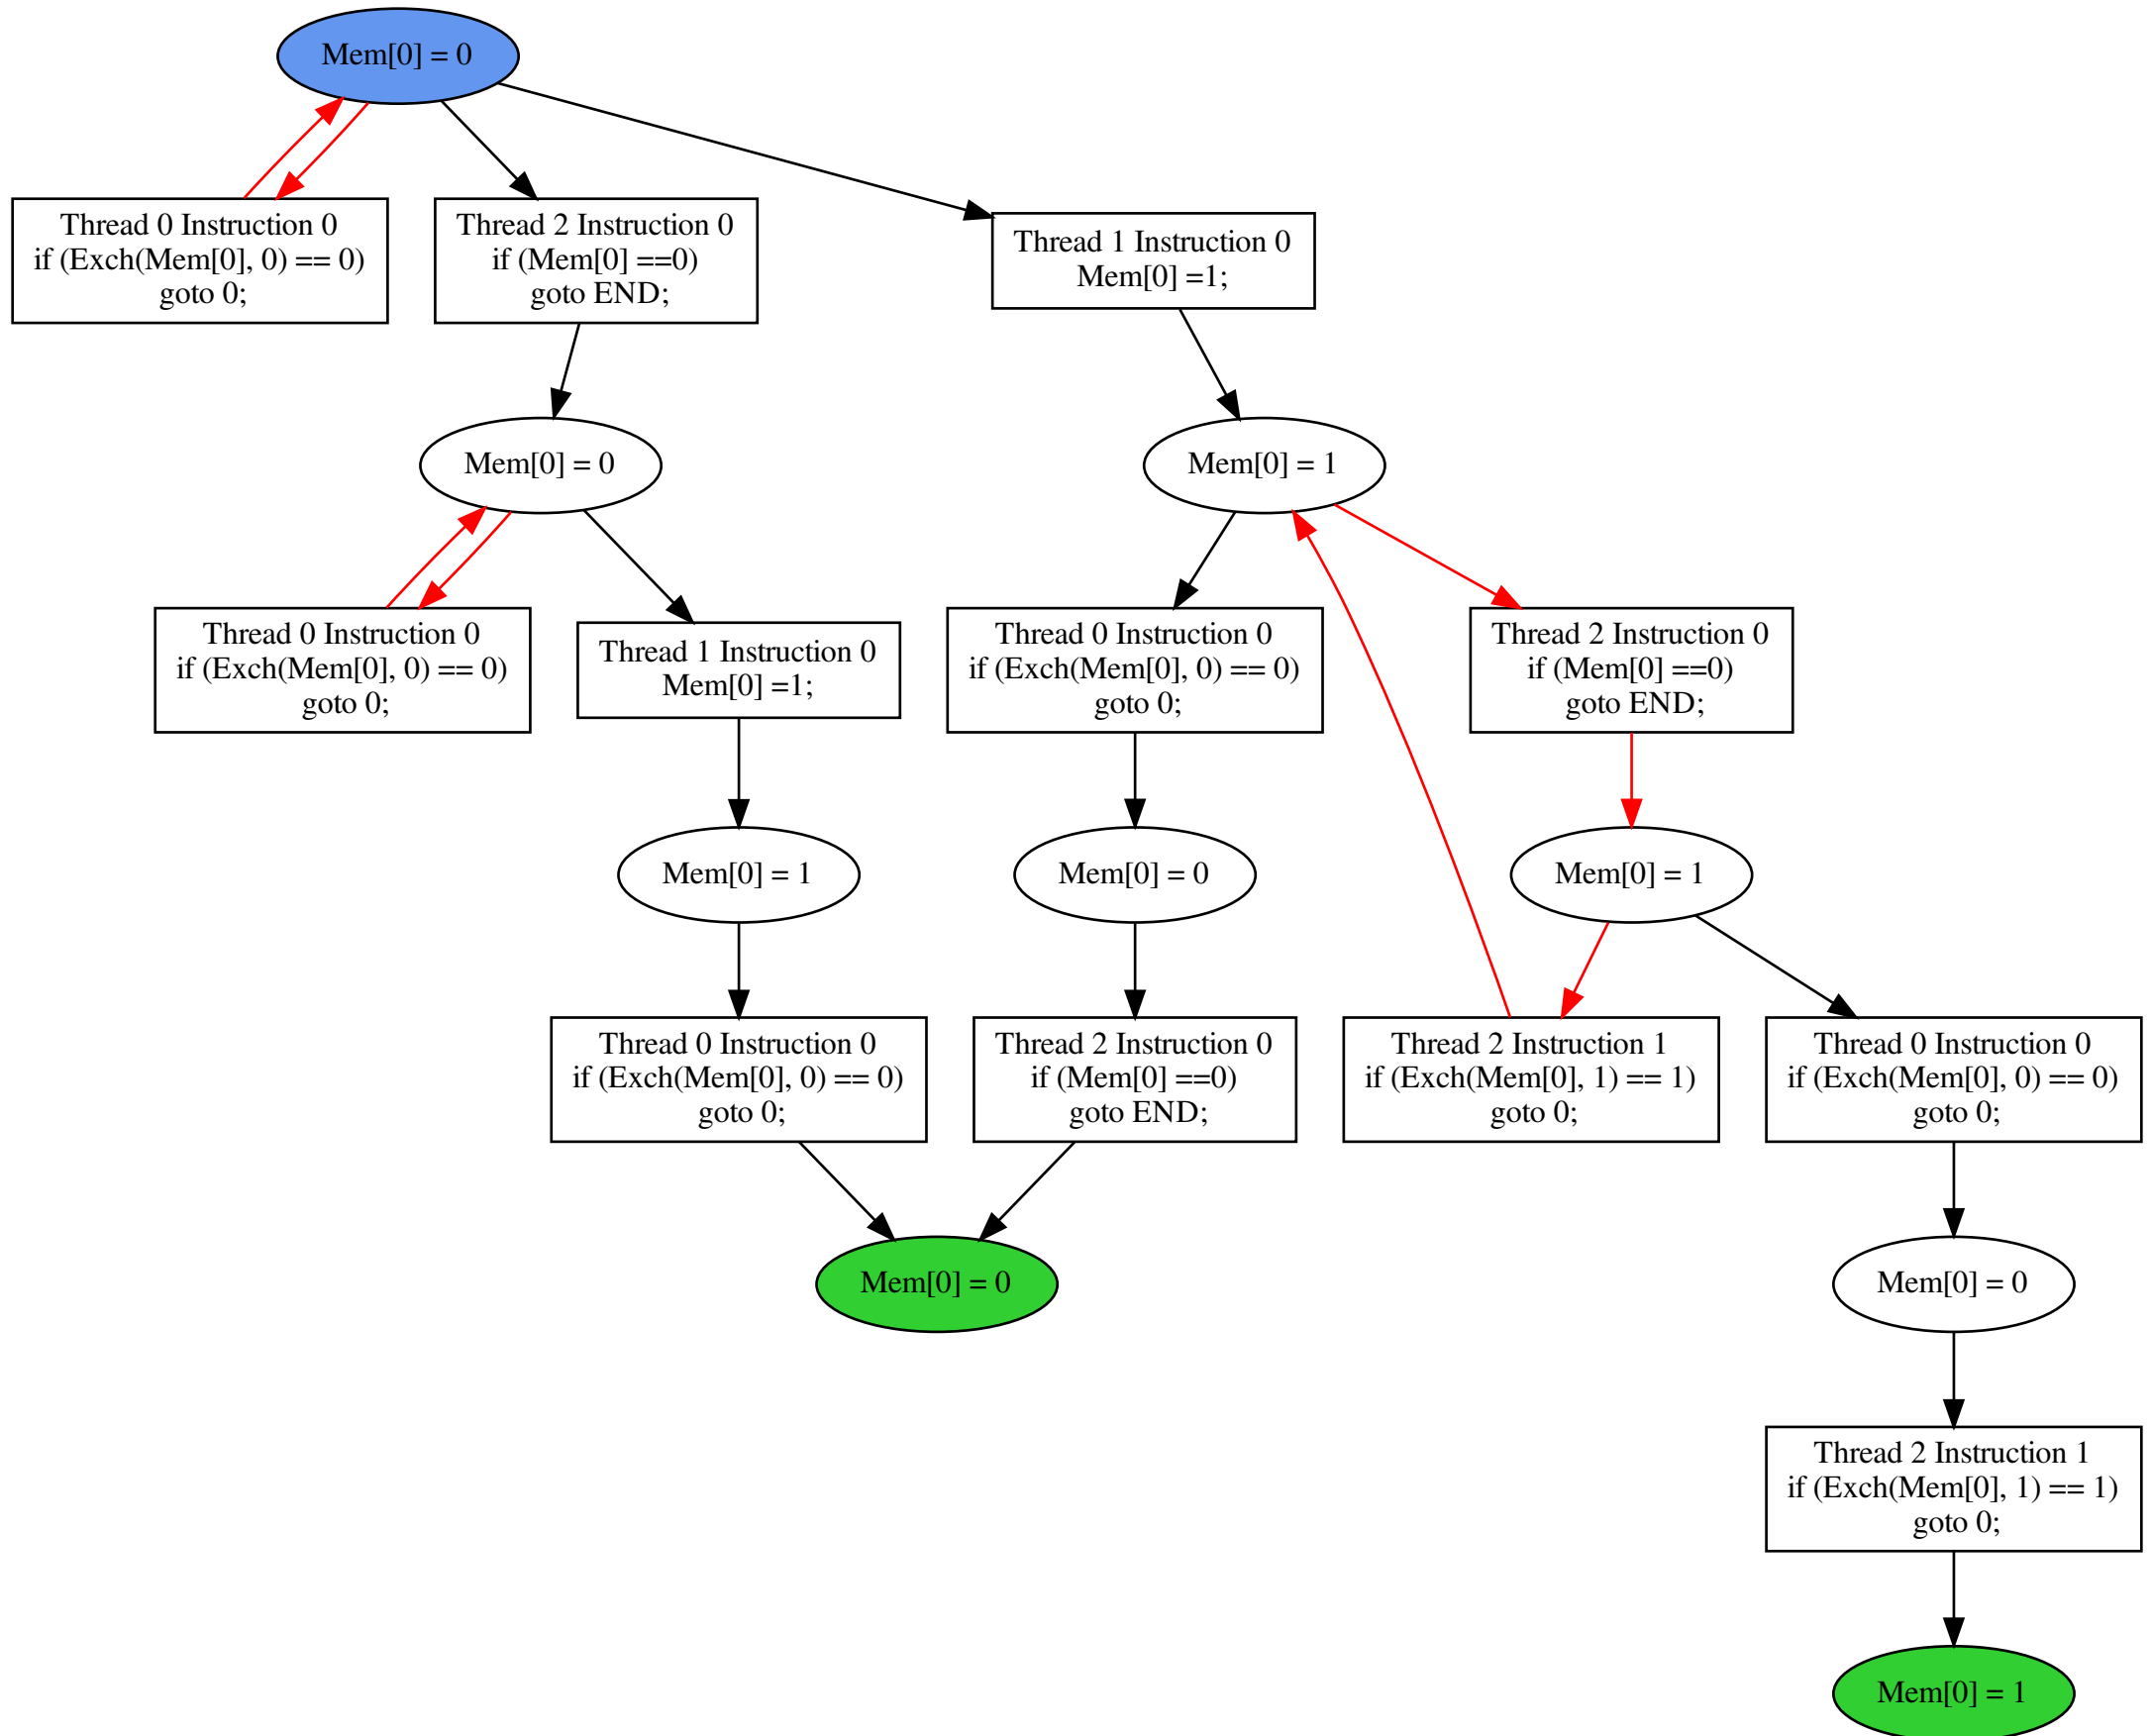 Mem[0] = 0
Thread 0 Instruction 0
if (Exch(Mem[0], 0) == 0)
goto 0;
Thread 2 Instruction 0
if (Mem[0] ==0)
goto END;
Thread 1 Instruction 0
Mem[0] =1;
Mem[0] = 0
Mem[0] = 1
Thread 0 Instruction 0
if (Exch(Mem[0], 0) == 0)
goto 0;
Thread 1 Instruction 0
Mem[0] =1;
Thread 0 Instruction 0
if (Exch(Mem[0], 0) == 0)
goto 0;
Thread 2 Instruction 0
if (Mem[0] ==0)
goto END;
Mem[0] = 1
Mem[0] = 0
Mem[0] = 1
Thread 0 Instruction 0
if (Exch(Mem[0], 0) == 0)
goto 0;
Thread 2 Instruction 0
if (Mem[0] ==0)
goto END;
Thread 2 Instruction 1
if (Exch(Mem[0], 1) == 1)
goto 0;
Thread 0 Instruction 0
if (Exch(Mem[0], 0) == 0)
goto 0;
Mem[0] = 0
Mem[0] = 0
Thread 2 Instruction 1
if (Exch(Mem[0], 1) == 1)
goto 0;
Mem[0] = 1